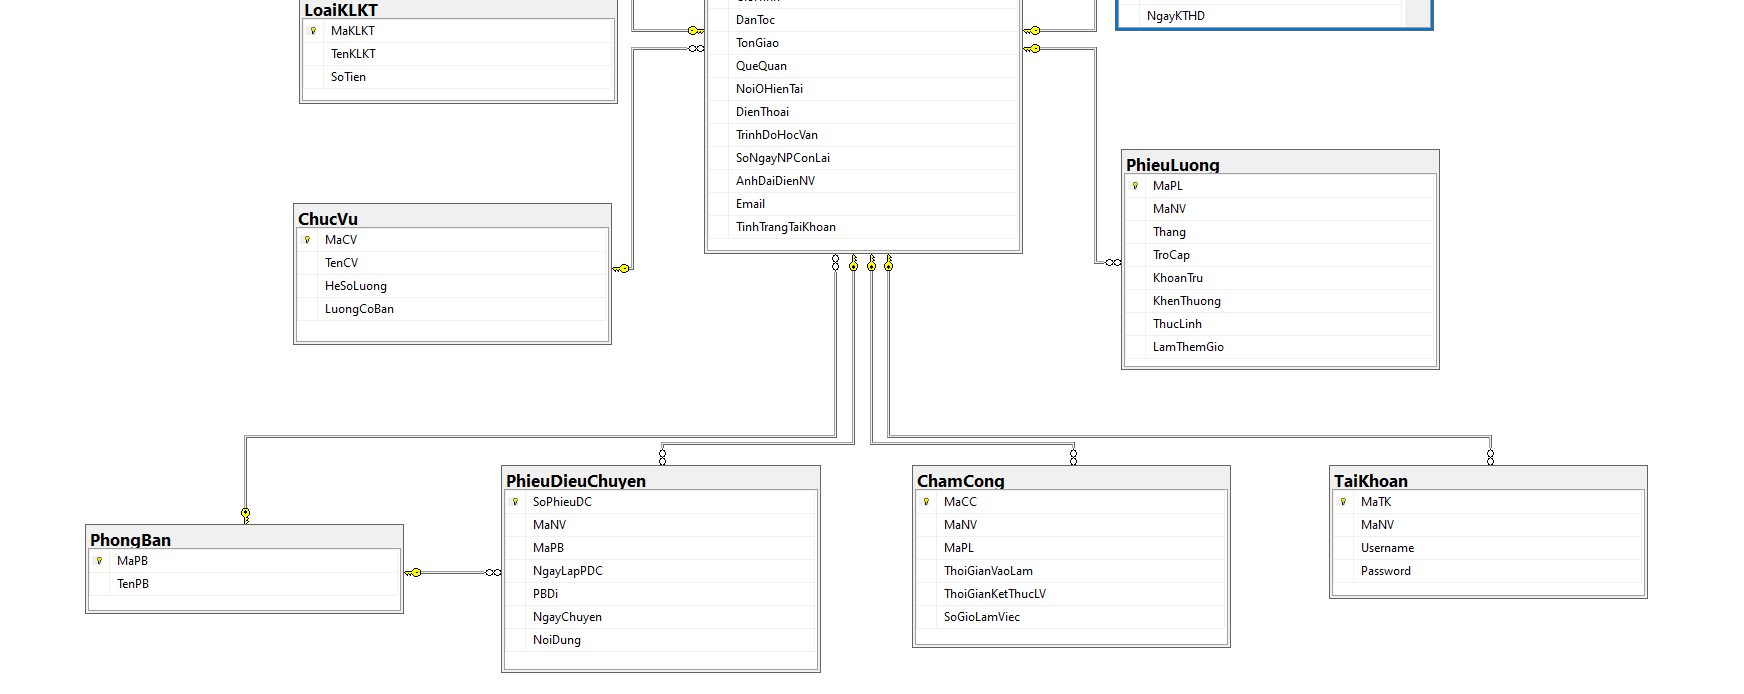 LoaiKLKT
MaKLKT
TenKLKT
SoTien
DanToc
TonGiao
QueQuan
NoiOHienTai
DienThoai
TrinhDoHocVan
SoNgayNPConLai
AnhDaiDienNV
Email
TinhTrangTaiKhoan
NgayKTHD
ChucVu
MaCV
TenCV
HeSoLuong
LuongCoBan
PhieuLuong
MaPL
MaNV
Thang
TroCap
KhoanTru
KhenThuong
ThucLinh
LamThemGio
PhongBan
MaPB
TenPB
PhieuDieuChuyen
SoPhieuDC
MaNV
MaPB
NgayLapPDC
PBDi
NgayChuyen
NoiDung
ChamCong
MaCC
MaNV
MaPL
ThoiGianVaoLam
ThoiGianKetThucLV
SoGioLamViec
TaiKhoan
MaTK
MaNV
Username
Password